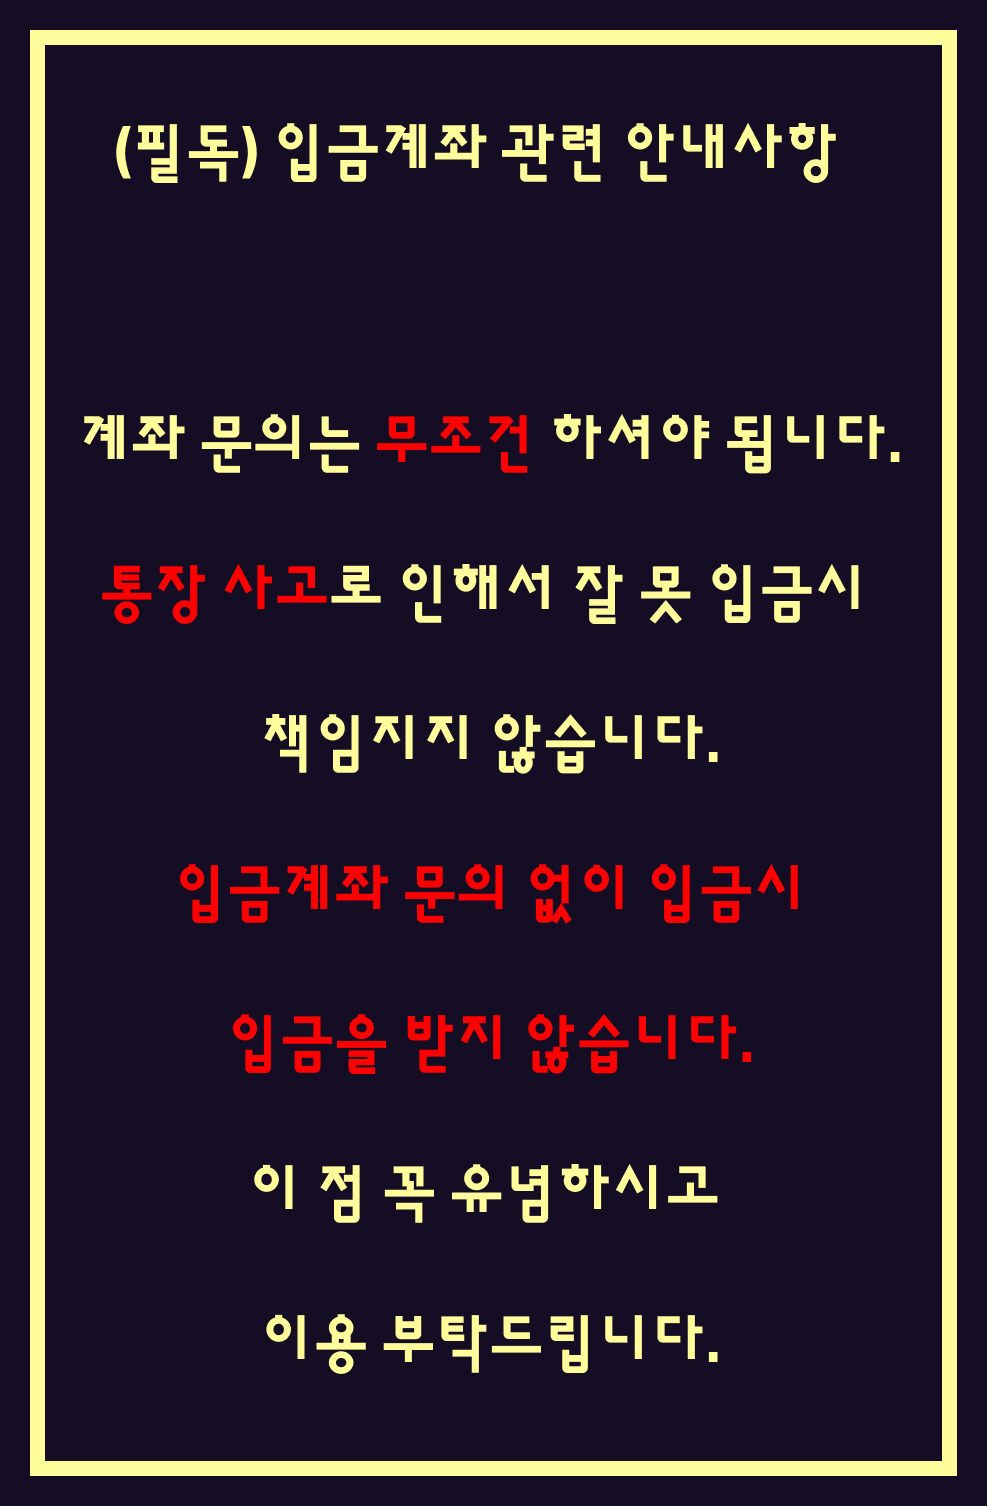 (필독) 입금계좌 관련 안내사항
계좌 문의는 무조건 하셔야 됩니다.
통장 사고로 인해서 잘 못 입금시
책임지지 않습니다.
입금계좌 문의 없이 입금시
입금을 받지 않습니다.
이 점 꼭 유념하시고
이용 부탁드립니다.